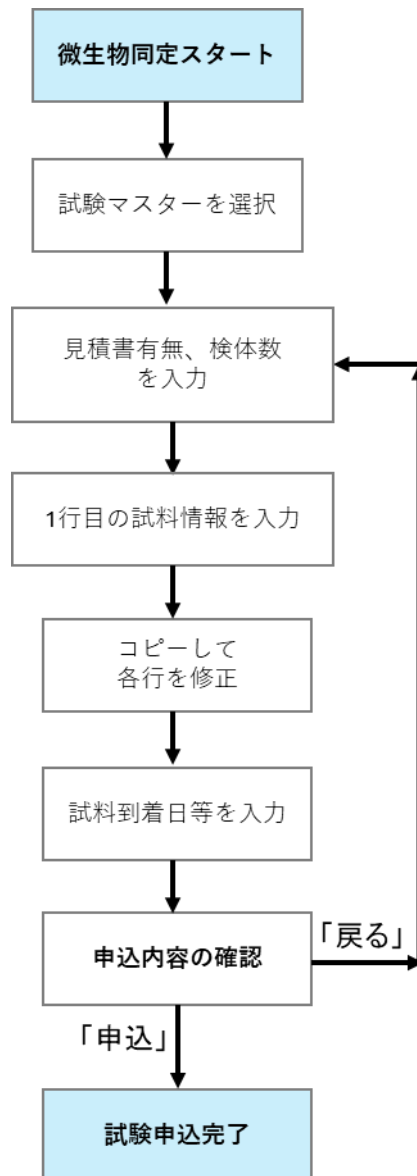 微生物同定スタート
試験マスターを選択
見積書有無、検体数
を入力
1行目の試料情報を入力
コピーして
各行を修正
試料到着日等を入力
申込内容の確認
「戻る」
「申込」
試験申込完了